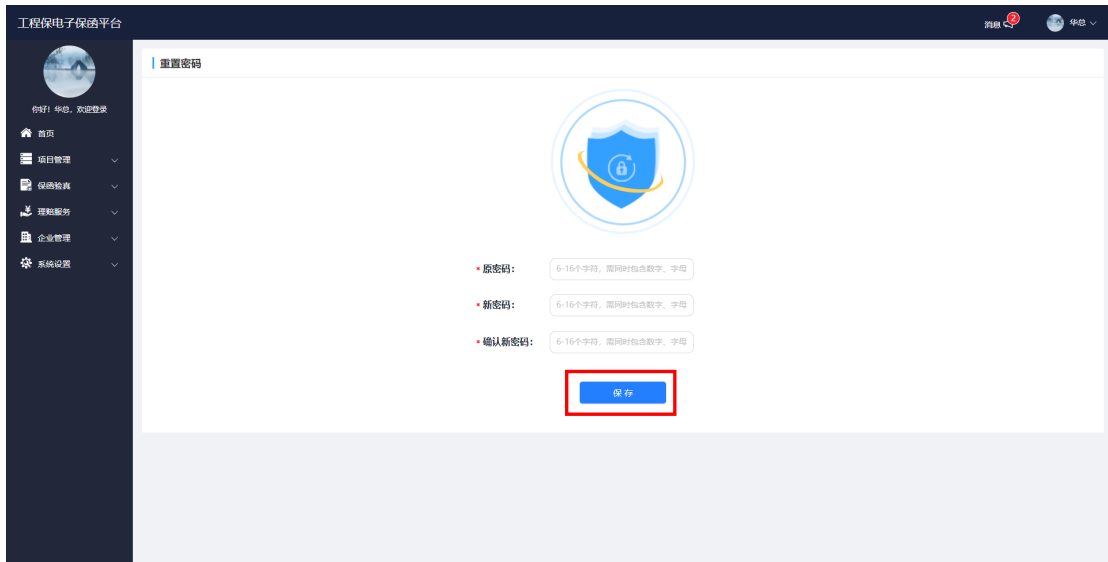 工程保电子保函平台
消息 2
华总
你好！华总，欢迎登录
首页
项目管理
保函验真
理赔服务
企业管理
系统设置
重置密码
* 原密码：
6-16个字符，需同时包含数字、字母
* 新密码：
6-16个字符，需同时包含数字、字母
* 确认新密码：
6-16个字符，需同时包含数字、字母
保 存